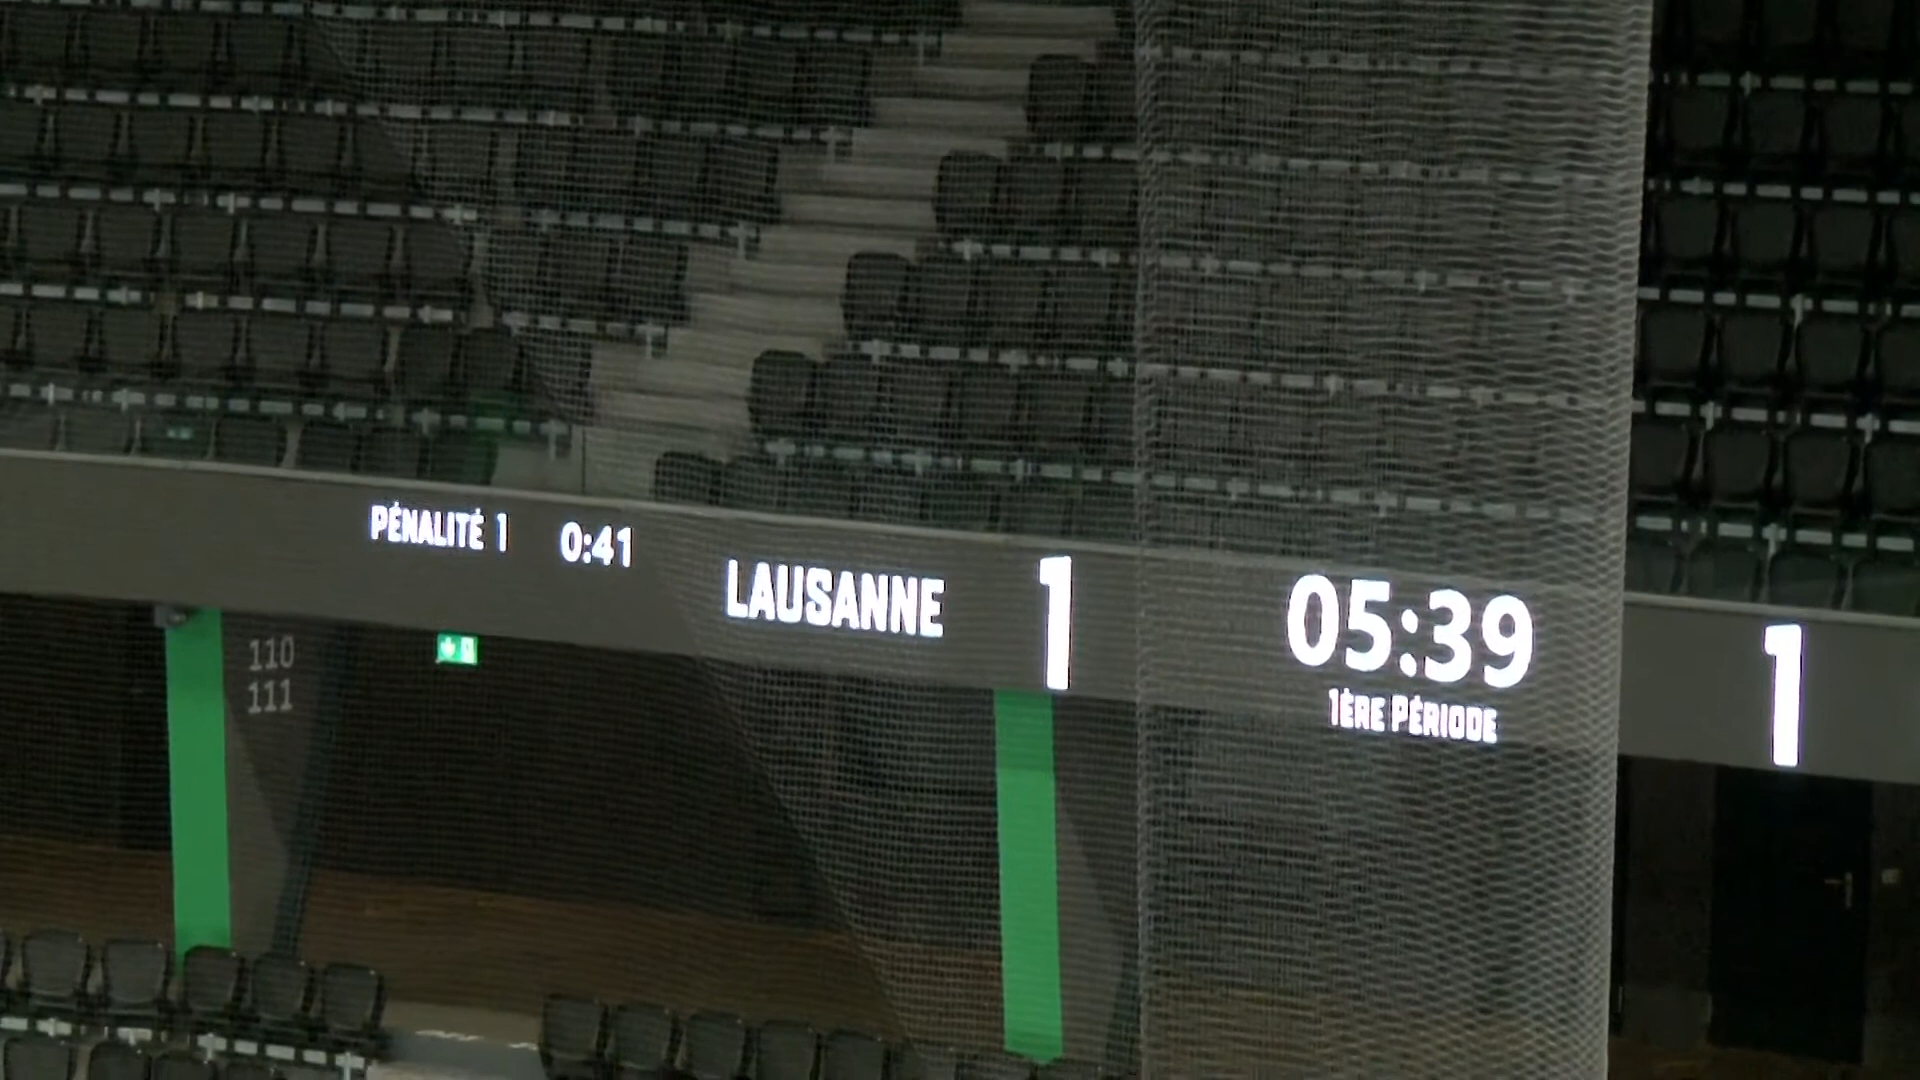 PÉNALITÉ 1 0:41
LAUSANNE 1 05:39 1
1ÈRE PÉRIODE
110
111